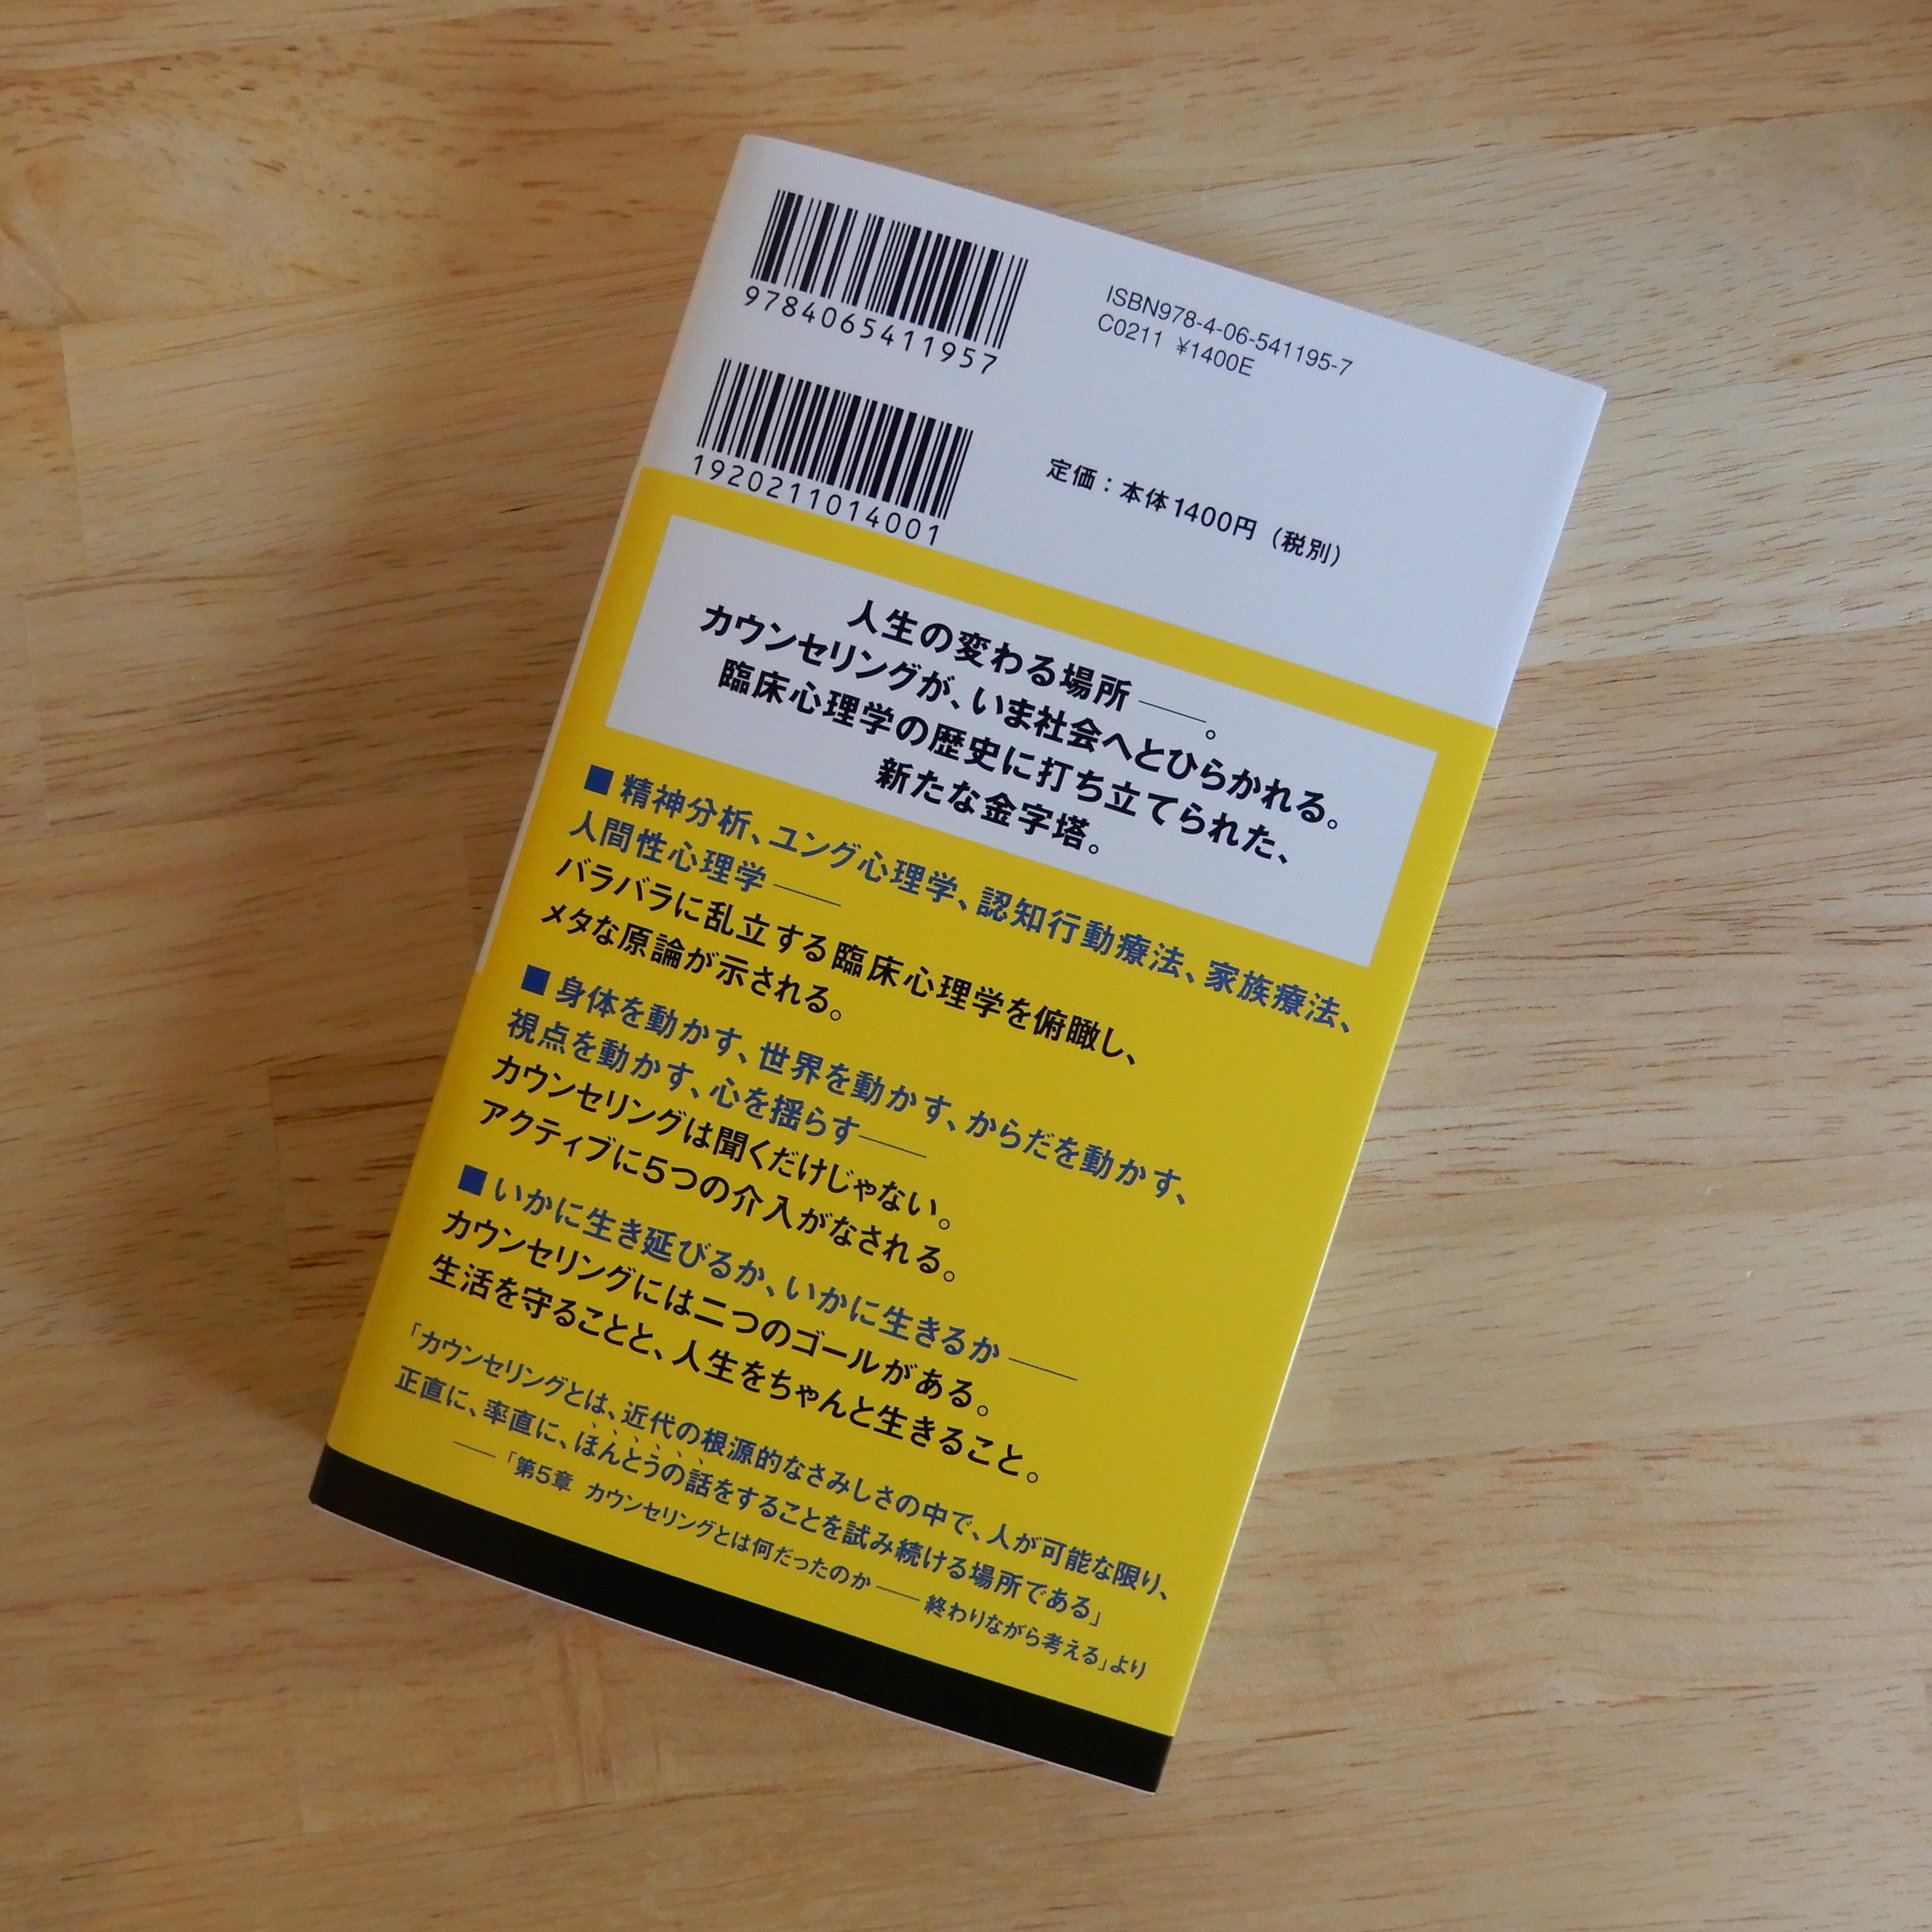 9784065411957
ISBN978-4-06-541195-7
C0211 ¥1400E
1920211014001
定価：本体1400円（税別）
人生の変わる場所――。
カウンセリングが、いま社会へとひらかれる。
臨床心理学の歴史に打ち立てられた、
新たな金字塔。
■ 精神分析、ユング心理学、認知行動療法、家族療法、
人間性心理学――
バラバラに乱立する臨床心理学を俯瞰し、
メタな原論が示される。
■ 身体を動かす、世界を動かす、からだを動かす、
視点を動かす、心を揺らす――
カウンセリングは聞くだけじゃない。
アクティブに5つの介入がなされる。
■ いかに生き延びるか、いかに生きるか――
カウンセリングには二つのゴールがある。
生活を守ることと、人生をちゃんと生きること。
「カウンセリングとは、近代の根源的なさみしさの中で、人が可能な限り、
正直に、率直に、ほんとうの話をすることを試み続ける場所である」
――「第5章 カウンセリングとは何だったのか――終わりながら考える」より